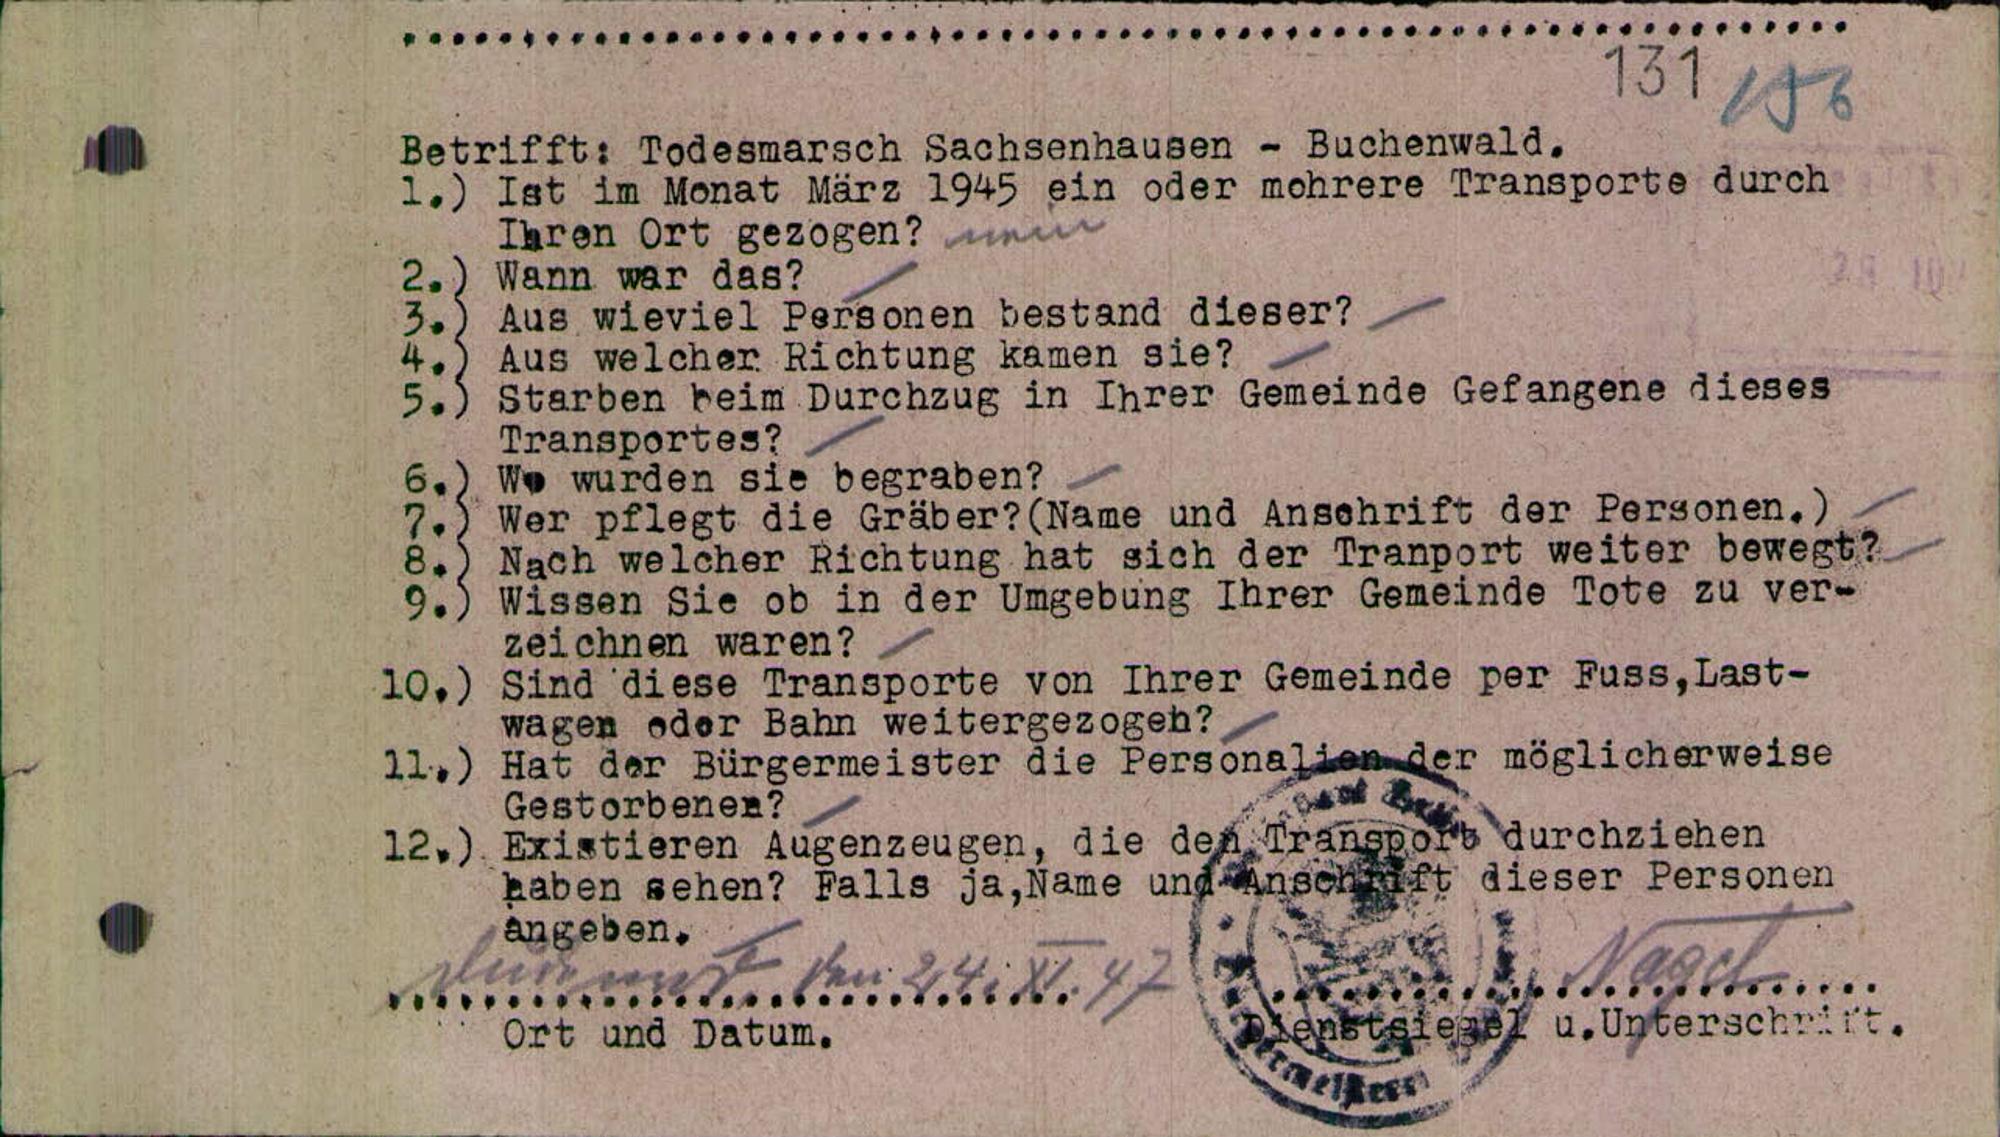 131 156
Betrifft: Todesmarsch Sachsenhausen - Buchenwald.
1.) Ist im Monat März 1945 ein oder mehrere Transporte durch
Ihren Ort gezogen? nein
2.) Wann war das?
3.) Aus wieviel Personen bestand dieser?
4.) Aus welcher Richtung kamen sie?
5.) Starben beim Durchzug in Ihrer Gemeinde Gefangene dieses
Transportes?
6.) Wo wurden sie begraben?
7.) Wer pflegt die Gräber?(Name und Anschrift der Personen.)
8.) Nach welcher Richtung hat sich der Tranport weiter bewegt?
9.) Wissen Sie ob in der Umgebung Ihrer Gemeinde Tote zu ver-
zeichnen waren?
10.) Sind diese Transporte von Ihrer Gemeinde per Fuss,Last-
wagen oder Bahn weitergezogen?
11.) Hat der Bürgermeister die Personalien der möglicherweise
Gestorbenen?
12.) Existieren Augenzeugen, die den Transport durchziehen
haben sehen? Falls ja,Name und Anschrift dieser Personen
angeben.
den 24. XI. 47 Nagel
Ort und Datum. Dienstsiegel u.Unterschrift.